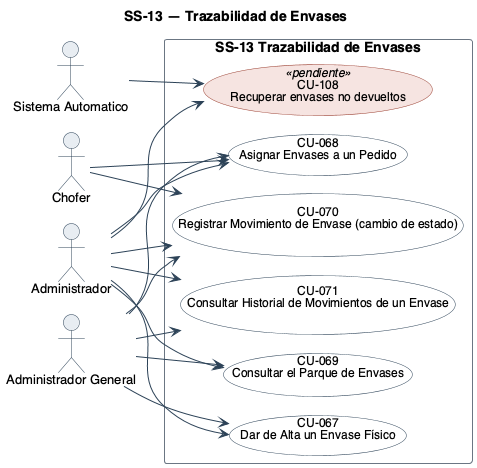 SS-13 — Trazabilidad de Envases
SS-13 Trazabilidad de Envases
«pendiente»
CU-108
Recuperar envases no devueltos
Sistema Automatico
CU-068
Asignar Envases a un Pedido
Chofer
CU-070
Registrar Movimiento de Envase (cambio de estado)
Administrador
CU-071
Consultar Historial de Movimientos de un Envase
Administrador General
CU-069
Consultar el Parque de Envases
CU-067
Dar de Alta un Envase Físico